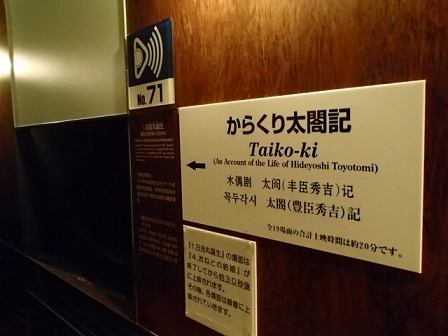 No. 71
からくり太閤記
Taiko-ki
(An Account of the Life of Hideyoshi Toyotomi)
木偶剧 太阁(丰臣秀吉)记
꼭두각시 太閤(豊臣秀吉)記
全19場面の合計上映時間は約20分です。
『1日吉丸誕生』の場面は
『4.おねとの結婚』が
終了してから約30秒後
に上映されます。
その後、各場面は順番に上
映されていきます。